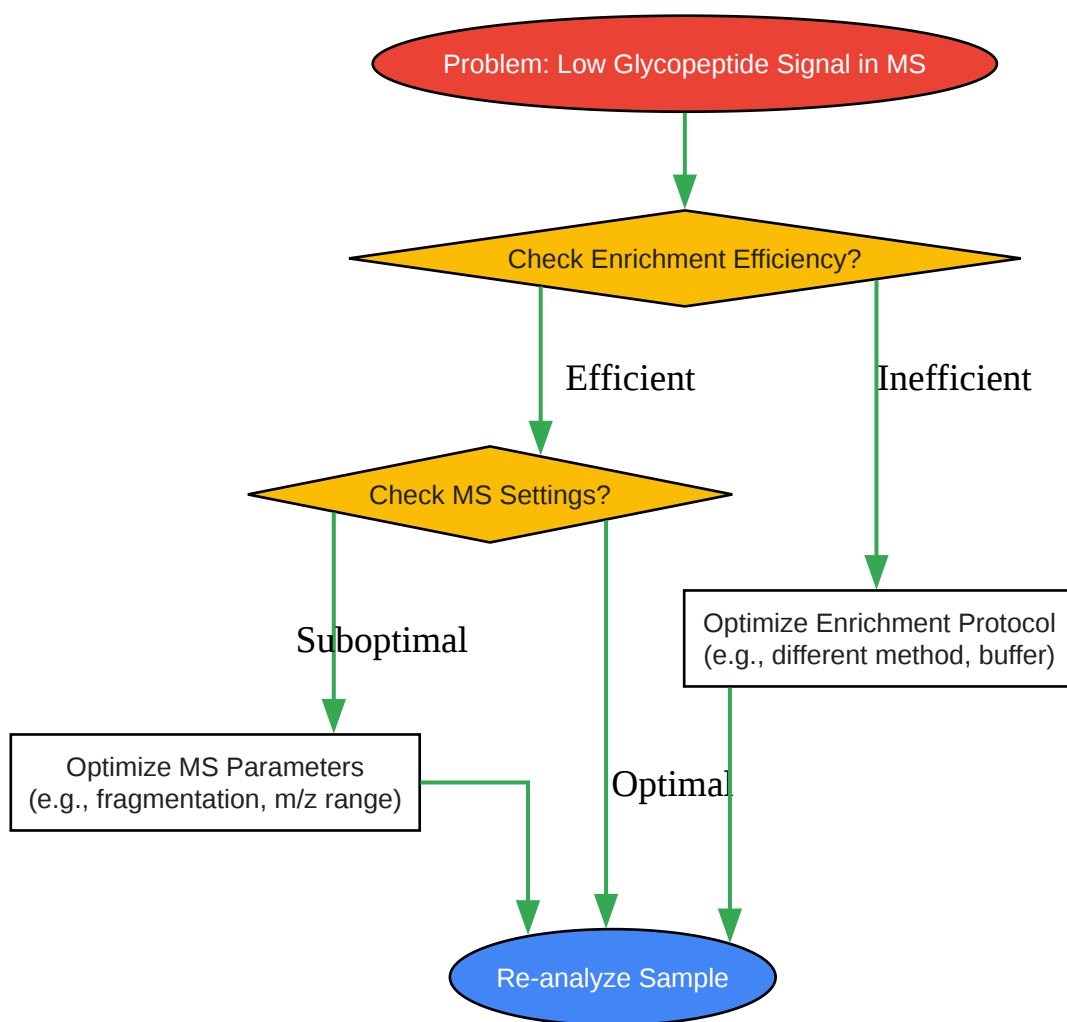 Problem: Low Glycopeptide Signal in MS
Check Enrichment Efficiency?
Efficient
Inefficient
Check MS Settings?
Suboptimal
Optimize Enrichment Protocol
(e.g., different method, buffer)
Optimize MS Parameters
(e.g., fragmentation, m/z range)
Optimal
Re-analyze Sample